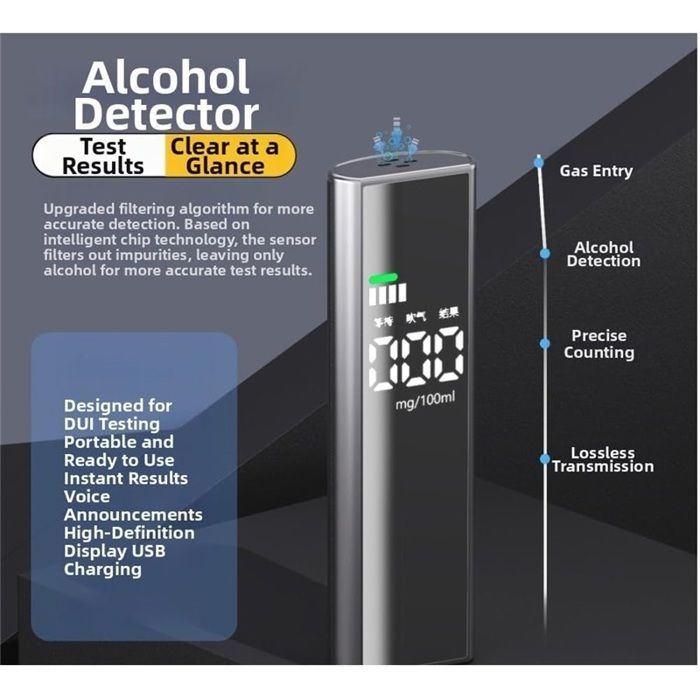 Alcohol
Detector
Test
Results
Clear at a
Glance
Upgraded filtering algorithm for more
accurate detection. Based on
intelligent chip technology, the sensor
filters out impurities, leaving only
alcohol for more accurate test results.
Designed for
DUI Testing
Portable and
Ready to Use
Instant Results
Voice
Announcements
High-Definition
Display USB
Charging
等待 吹气 结果
000
mg/100ml
Gas Entry
Alcohol
Detection
Precise
Counting
Lossless
Transmission